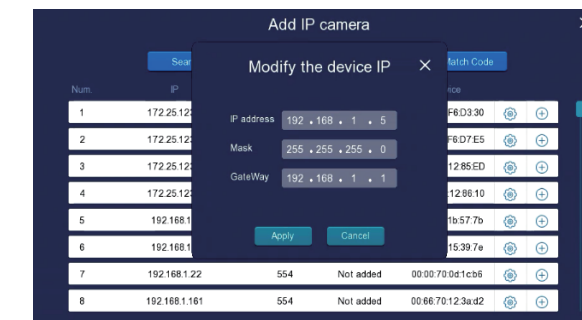 Add IP camera
Sear
Match Code
Modify the device IP
Num.
IP
vice
IP address 192 . 168 . 1 . 5
Mask 255 . 255 . 255 . 0
GateWay 192 . 168 . 1 . 1
Apply Cancel
1 172.25.12 F6:D3:30
2 172.25.12 F6:D7:E5
3 172.25.12 12:85:ED
4 172.25.12 :12:86:10
5 192.168.1 1b:57:7b
6 192.168.1 15:39:7e
7 192.168.1.22 554 Not added 00:00:70:0d:1c:b6
8 192.168.1.161 554 Not added 00:66:70:12:3a:d2